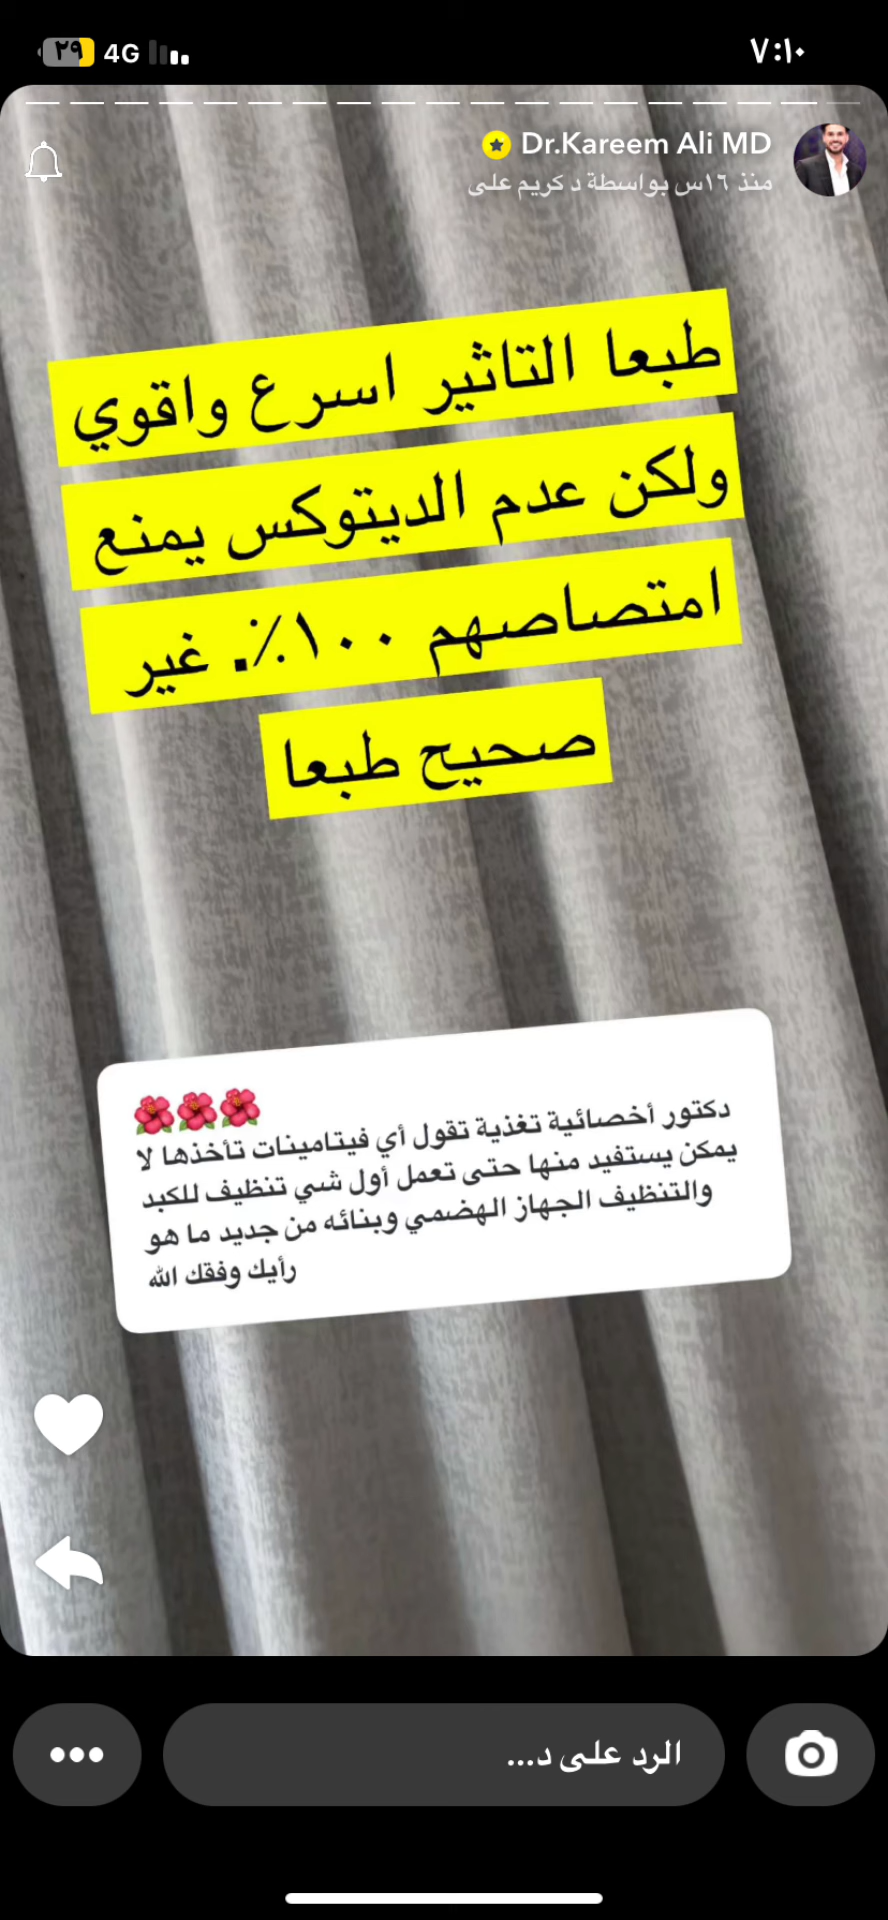 ٢٩ 4G ٧:١٠
Dr.Kareem Ali MD
منذ ١٦س بواسطة د كريم على
طبعا التاثير اسرع واقوي
ولكن عدم الديتوكس يمنع
امتصاصهم ١٠٠٪. غير
صحيح طبعا
🌺🌺🌺
دكتور أخصائية تغذية تقول أي فيتامينات تأخذها لا
يمكن يستفيد منها حتى تعمل أول شي تنظيف للكبد
والتنظيف الجهاز الهضمي وبنائه من جديد ما هو
رأيك وفقك الله
الرد على د...